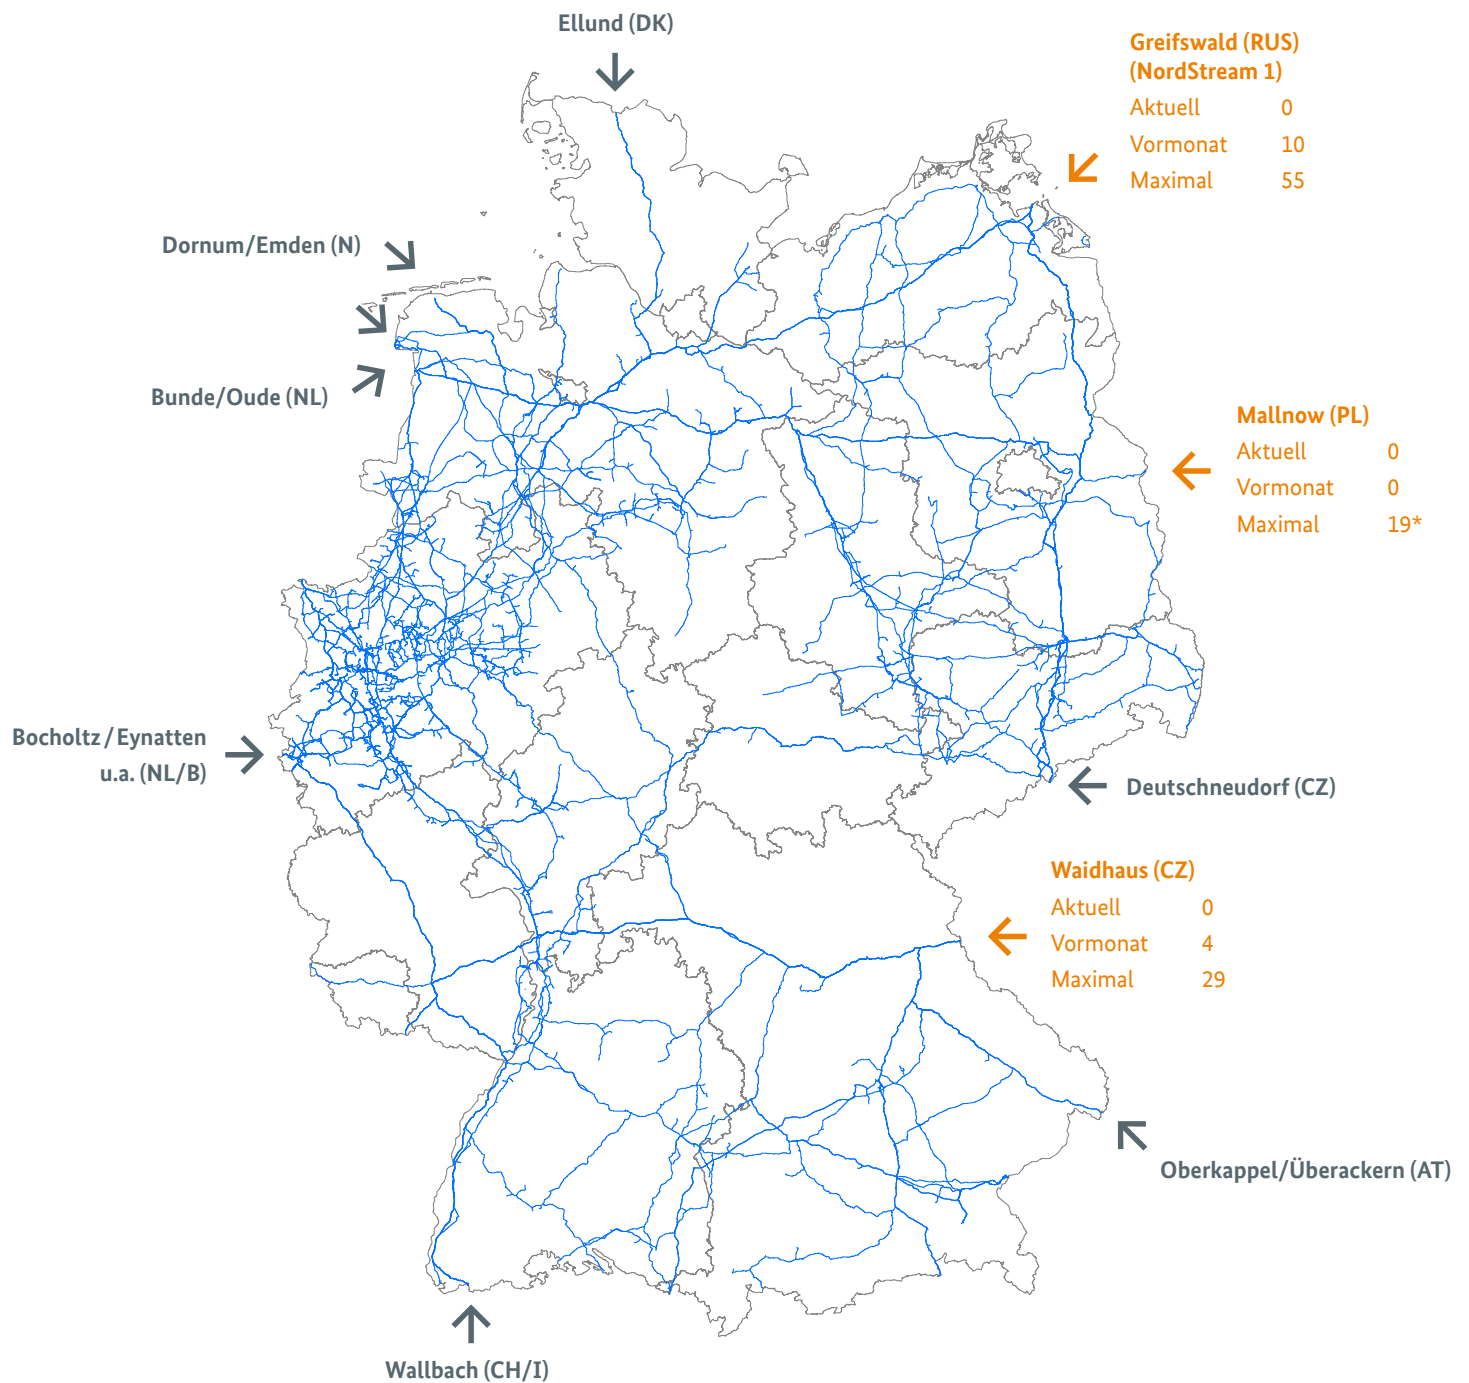 Ellund (DK)
Greifswald (RUS)
(NordStream 1)
Aktuell 0
Vormonat 10
Maximal 55
Dornum/Emden (N)
Bunde/Oude (NL)
Mallnow (PL)
Aktuell 0
Vormonat 0
Maximal 19*
Bocholtz / Eynatten
u.a. (NL/B)
Deutschneudorf (CZ)
Waidhaus (CZ)
Aktuell 0
Vormonat 4
Maximal 29
Oberkappel/Überackern (AT)
Wallbach (CH/I)